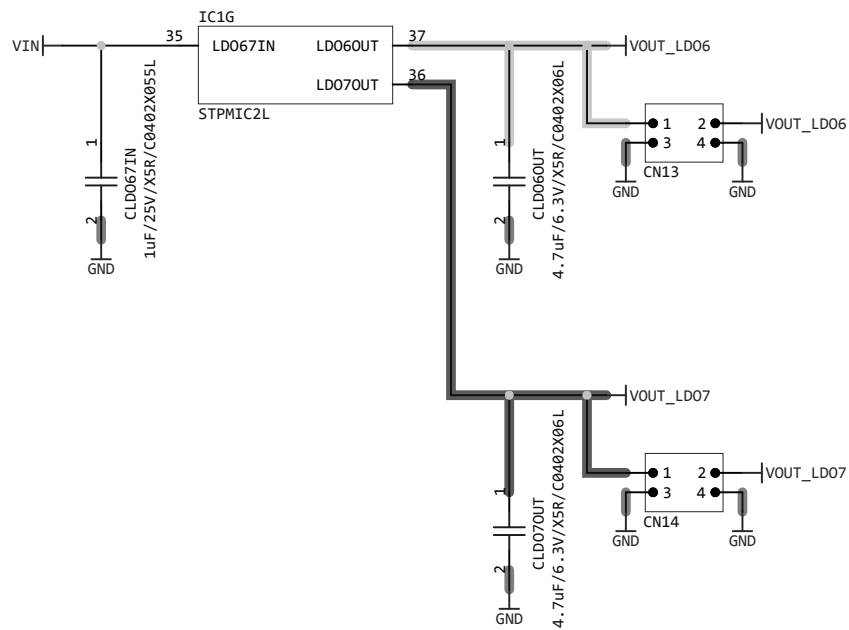 IC1G
VIN
35
LDO67IN
LDO6OUT
37
VOUT_LDO6
LDO7OUT
36
STPMIC2L
1
2
CLDO67IN
1uF/25V/X5R/C0402X055L
GND
1
2
CLDO6OUT
4.7uF/6.3V/X5R/C0402X06L
GND
1
2
VOUT_LDO6
3
4
GND
CN13
GND
VOUT_LDO7
1
2
CLDO7OUT
4.7uF/6.3V/X5R/C0402X06L
GND
1
2
VOUT_LDO7
3
4
GND
CN14
GND